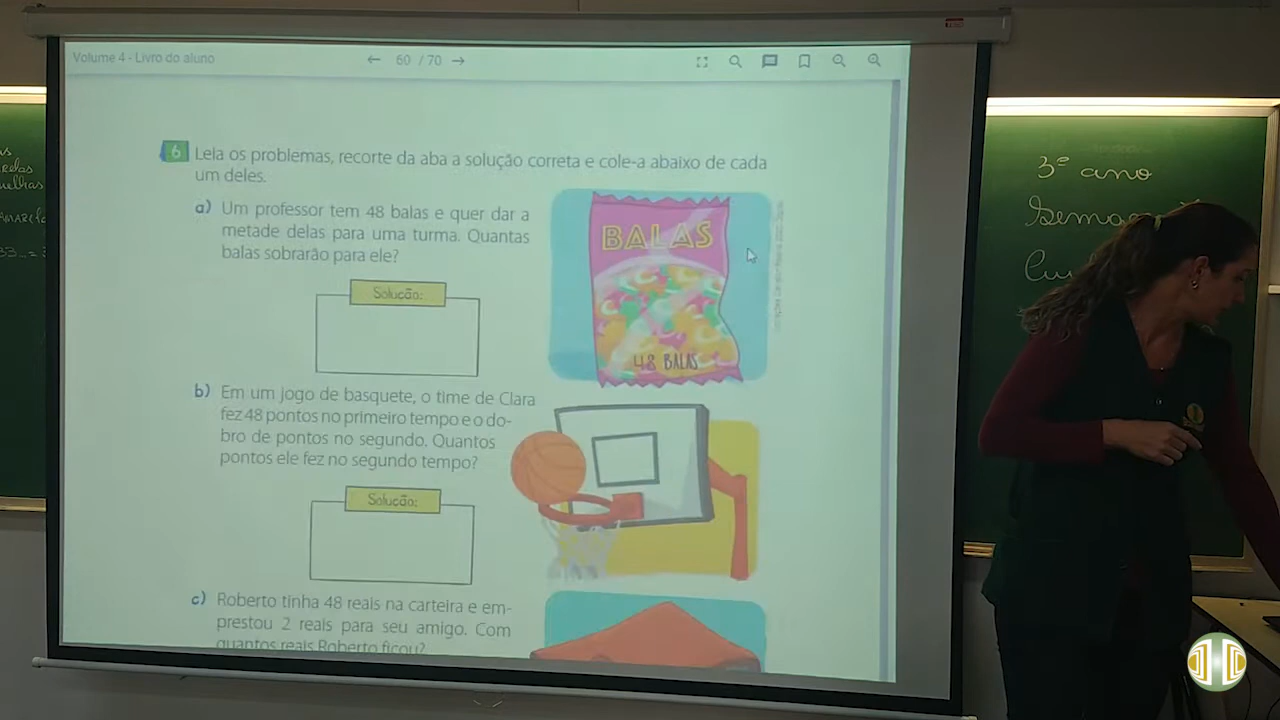 Volume 4 - Livro do aluno
← 60 / 70 →
6 Leia os problemas, recorte da aba a solução correta e cole-a abaixo de cada
um deles.
a) Um professor tem 48 balas e quer dar a
metade delas para uma turma. Quantas
balas sobrarão para ele?
Solução:
BALAS
48 BALAS
b) Em um jogo de basquete, o time de Clara
fez 48 pontos no primeiro tempo e o do-
bro de pontos no segundo. Quantos
pontos ele fez no segundo tempo?
Solução:
c) Roberto tinha 48 reais na carteira e em-
prestou 2 reais para seu amigo. Com
quantos reais Roberto ficou?
3º ano